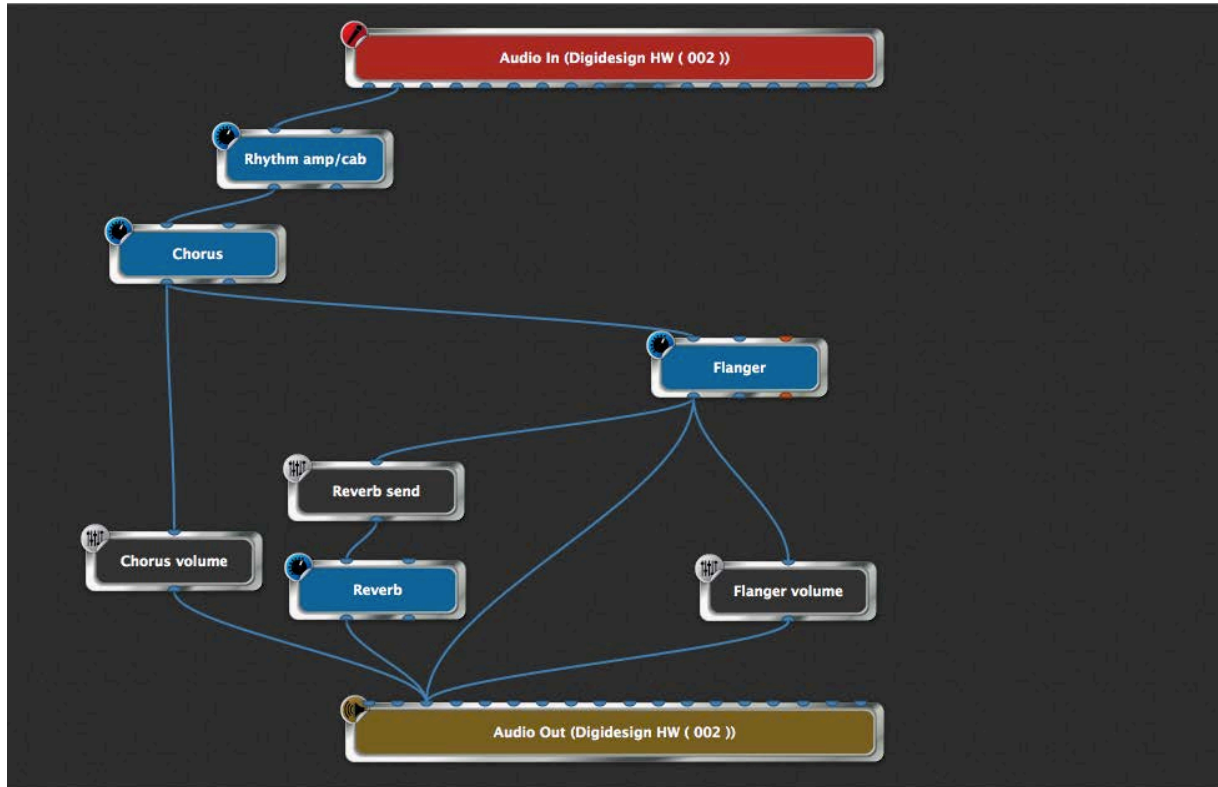 Audio In (Digidesign HW ( 002 ))
Rhythm amp/cab
Chorus
Flanger
Reverb send
Chorus volume
Reverb
Flanger volume
Audio Out (Digidesign HW ( 002 ))